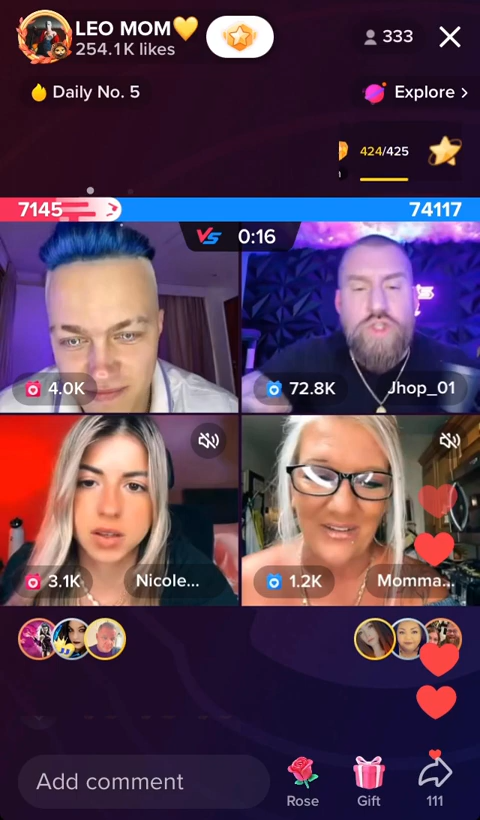 LEO MOM💛
254.1K likes
333
Daily No. 5
Explore >
424/425
7145
74117
VS 0:16
4.0K
72.8K
Jhop_01
3.1K
Nicole...
1.2K
Momma...
Add comment
Rose
Gift
111